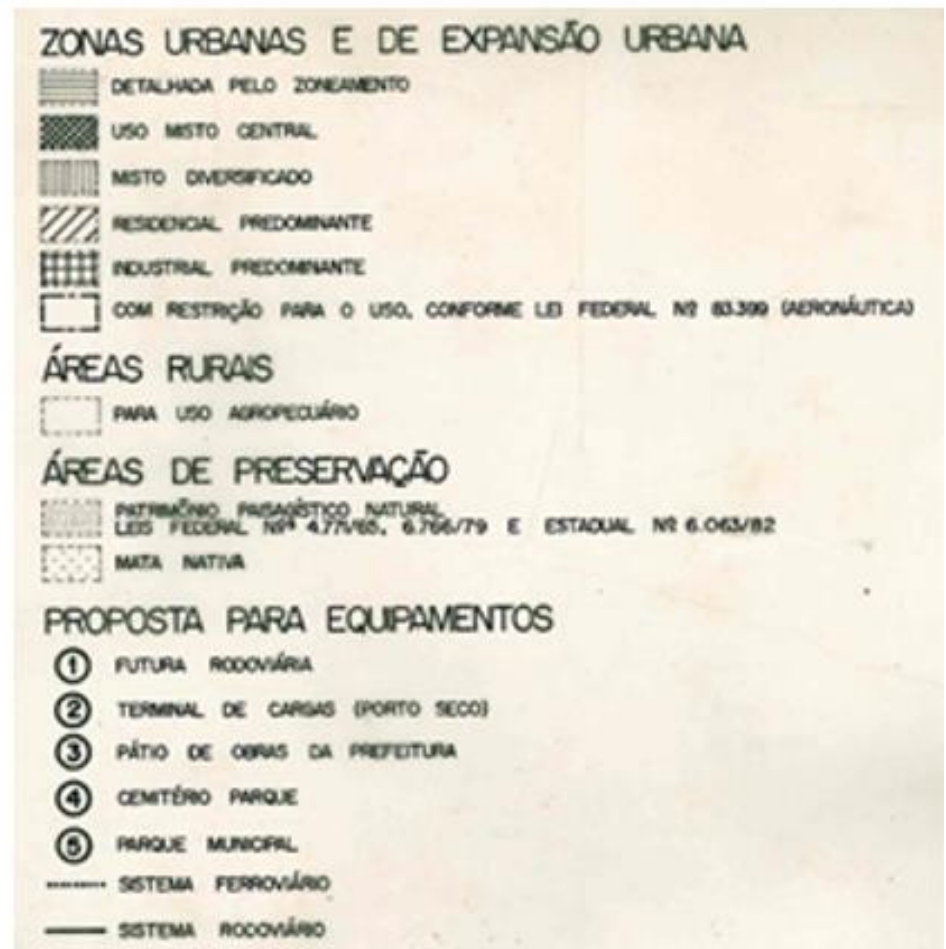 ZONAS URBANAS E DE EXPANSÃO URBANA
DETALHADA PELO ZONEAMENTO
USO MISTO CENTRAL
MISTO DIVERSIFICADO
RESIDENCIAL PREDOMINANTE
INDUSTRIAL PREDOMINANTE
COM RESTRIÇÃO PARA O USO, CONFORME LEI FEDERAL Nº 83.399 (AERONÁUTICA)
ÁREAS RURAIS
PARA USO AGROPECUÁRIO
ÁREAS DE PRESERVAÇÃO
PATRIMÔNIO PAISAGÍSTICO NATURAL
LEIS FEDERAL Nºs 4.771/65, 6.766/79 E ESTADUAL Nº 6.063/82
MATA NATIVA
PROPOSTA PARA EQUIPAMENTOS
1 FUTURA RODOVIÁRIA
2 TERMINAL DE CARGAS (PORTO SECO)
3 PÁTIO DE OBRAS DA PREFEITURA
4 CEMITÉRIO PARQUE
5 PARQUE MUNICIPAL
SISTEMA FERROVIÁRIO
SISTEMA RODOVIÁRIO